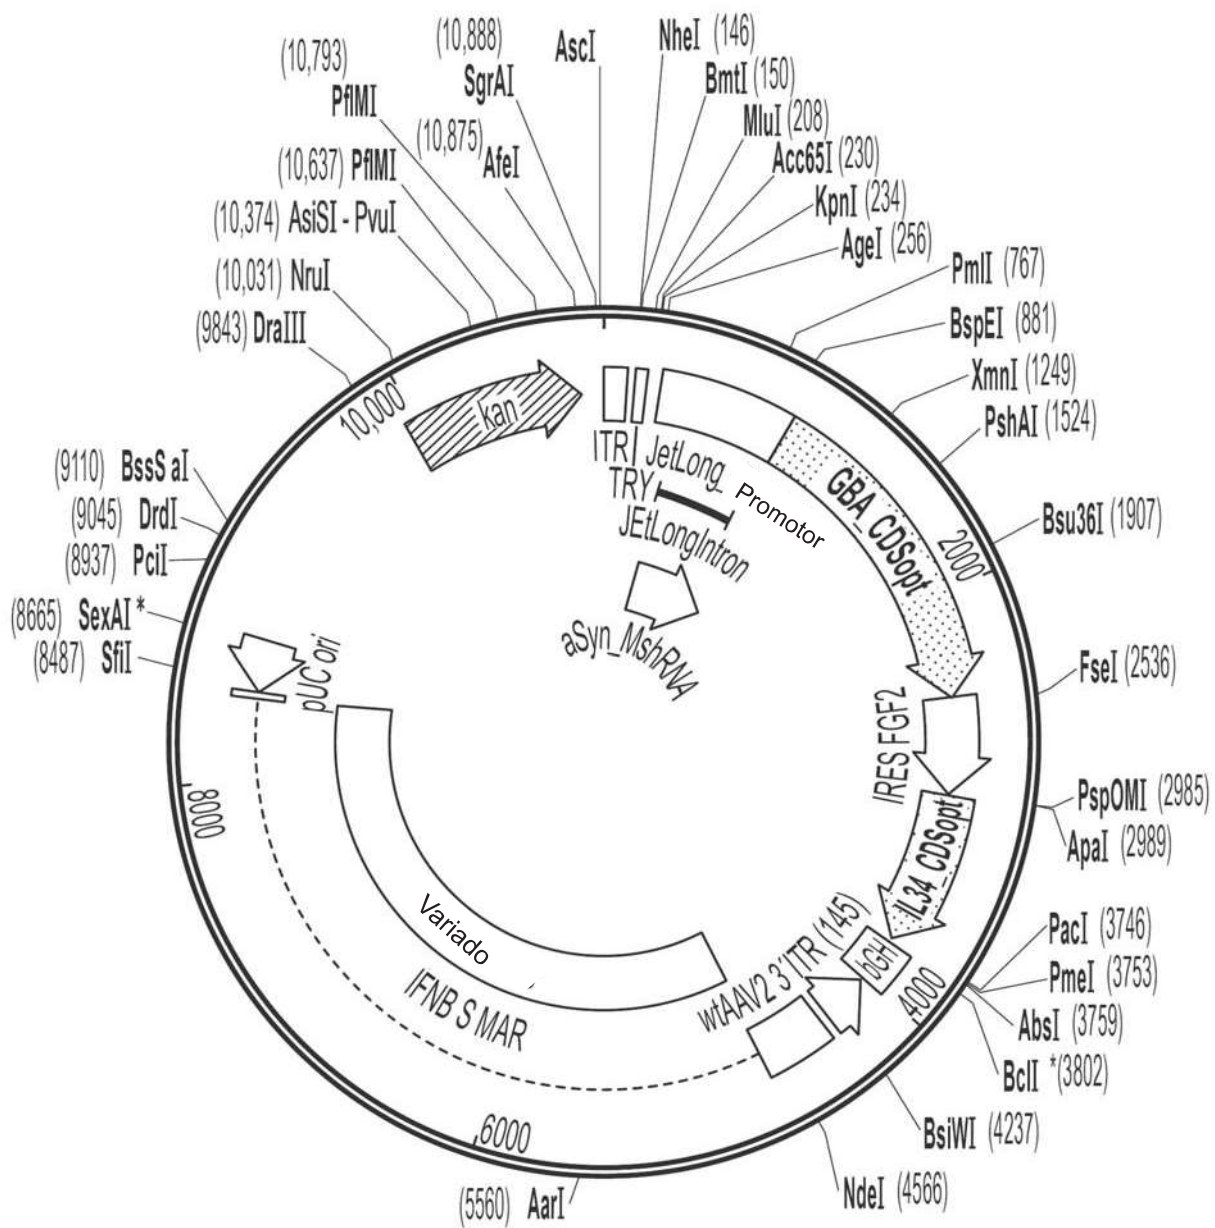 AscI
NheI (146)
BmtI (150)
MluI (208)
Acc65I (230)
KpnI (234)
AgeI (256)
PmlI (767)
BspEI (881)
XmnI (1249)
PshAI (1524)
Bsu36I (1907)
FseI (2536)
PspOMI (2985)
ApaI (2989)
PacI (3746)
PmeI (3753)
AbsI (3759)
BclI *(3802)
BsiWI (4237)
NdeI (4566)
(5560) AarI
(8487) SfiI
(8665) SexAI *
(8937) PciI
(9045) DrdI
(9110) BssS aI
(9843) DraIII
(10,031) NruI
(10,374) AsiSI - PvuI
(10,637) PflMI
(10,793)
PflMI
(10,875)
AfeI
(10,888)
SgrAI
2000
4000
6000
8000
10,000
kan
ITR
TRY
JetLong_ Promotor
JEtLongIntron
aSyn_MshRNA
GBA_CDSopt
IRES FGF2
IL34_CDSopt
bGH
wtAAV2 3´ITR (145)
Variado
IFNB S MAR
pUC ori